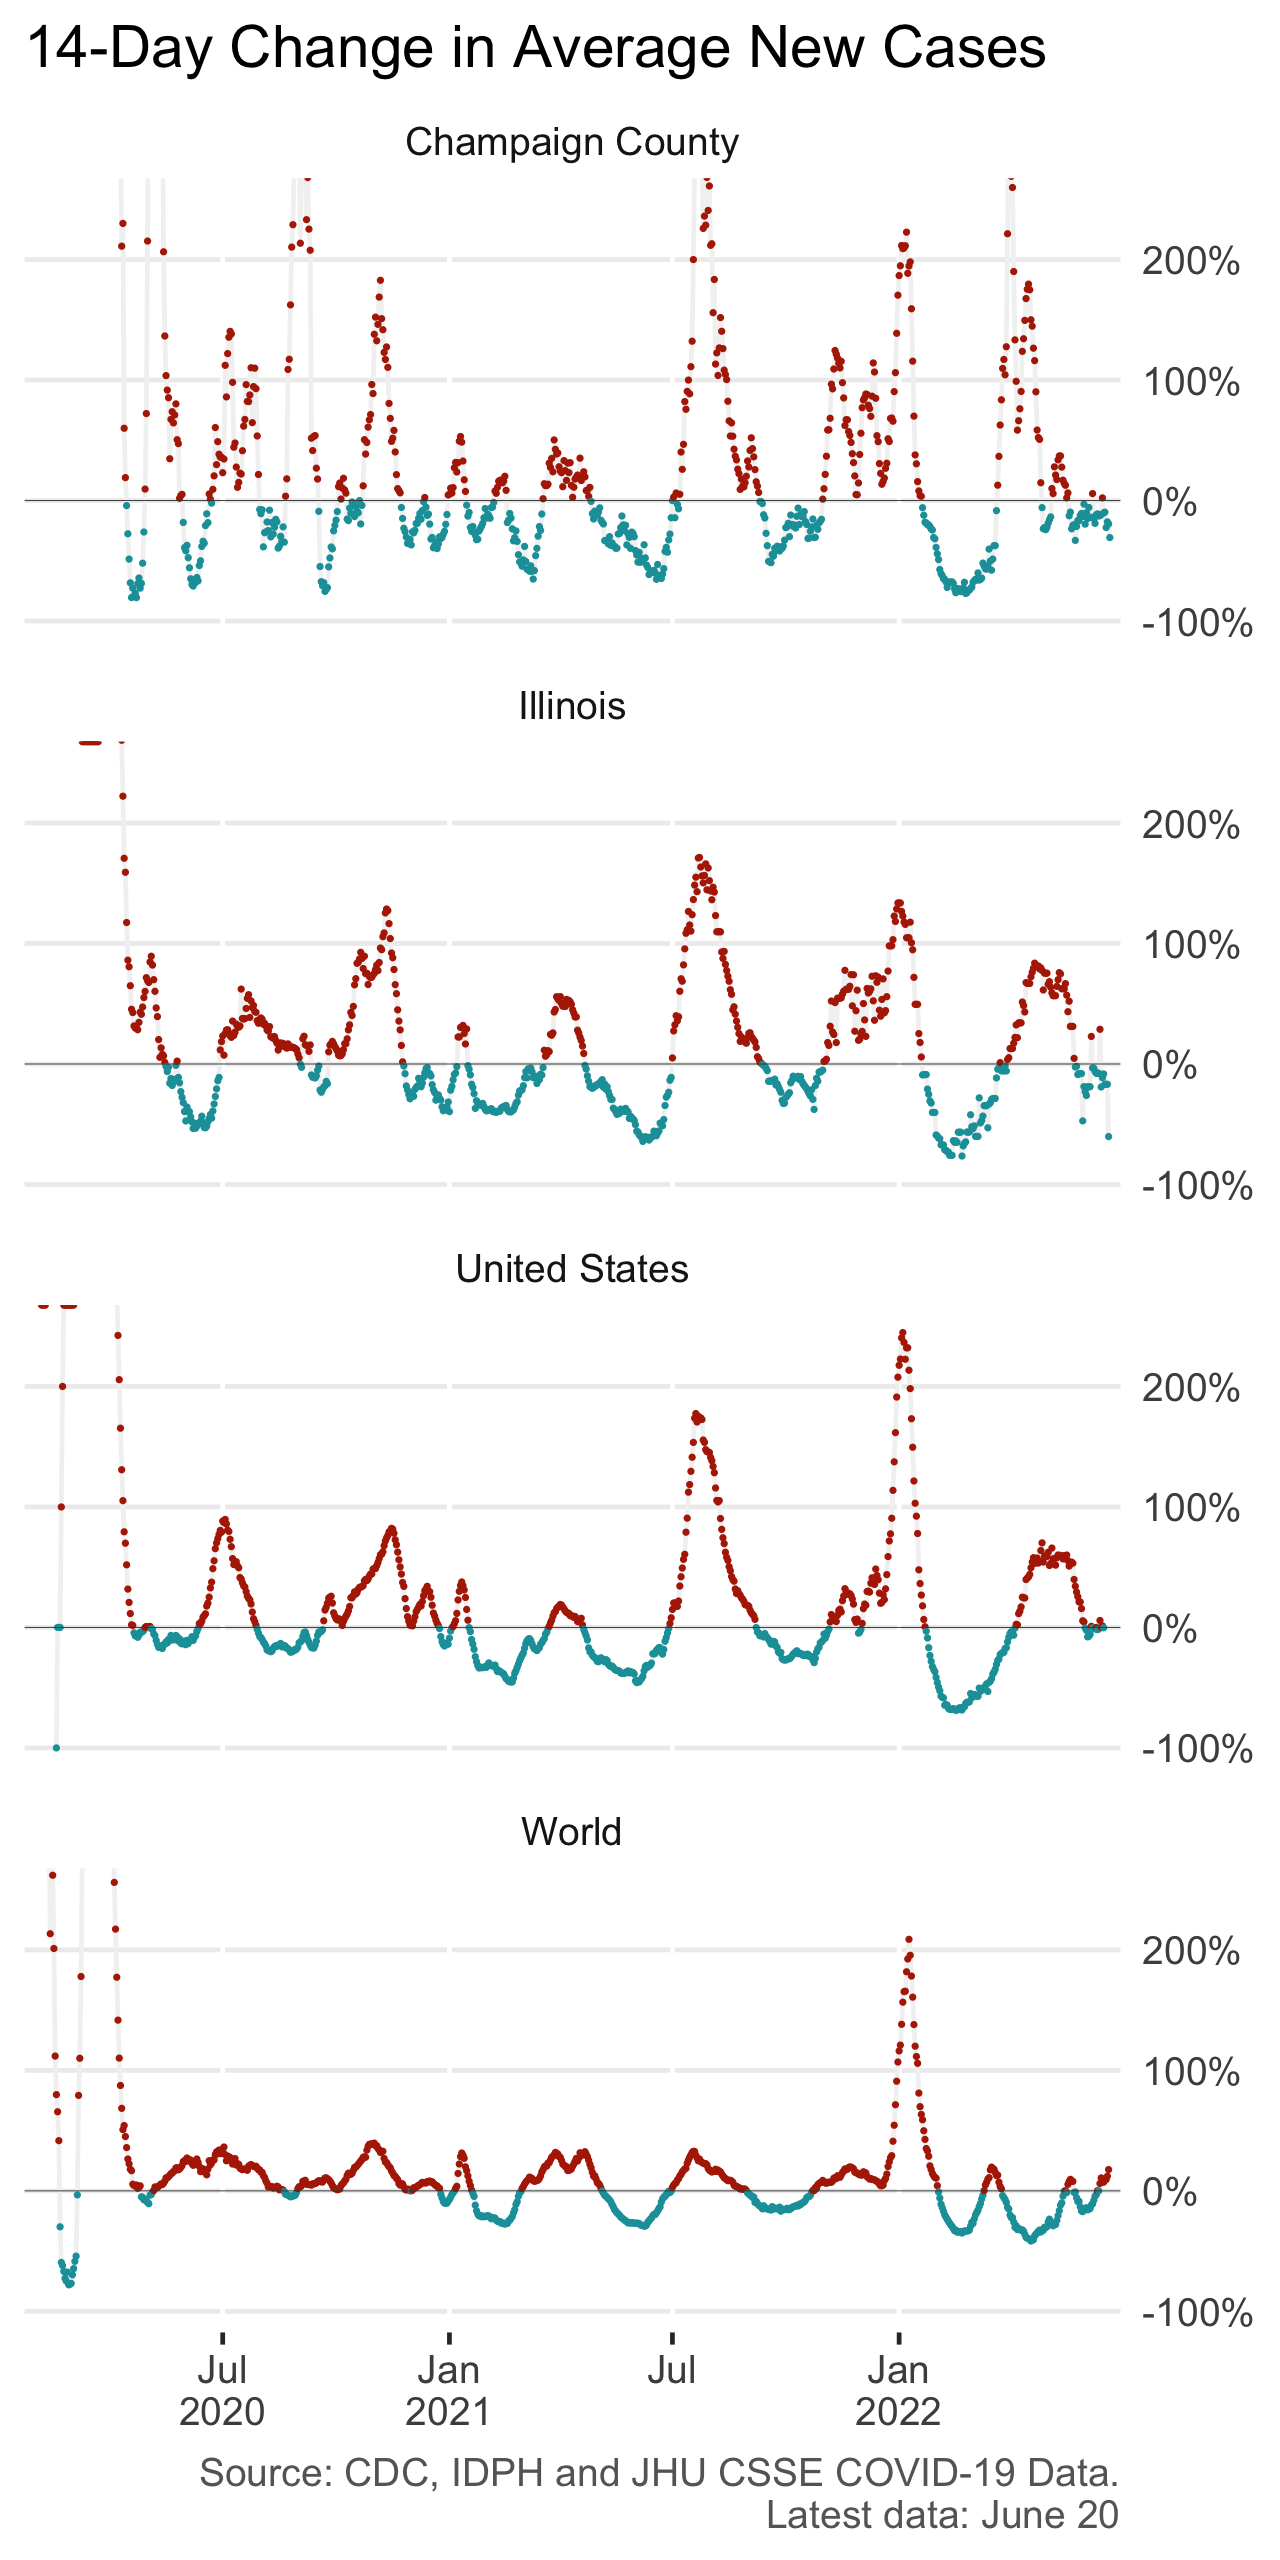 14-Day Change in Average New Cases
Champaign County
200%
100%
0%
-100%
Illinois
200%
100%
0%
-100%
United States
200%
100%
0%
-100%
World
200%
100%
0%
-100%
Jul Jan Jul Jan
2020 2021 2022
Source: CDC, IDPH and JHU CSSE COVID-19 Data.
Latest data: June 20